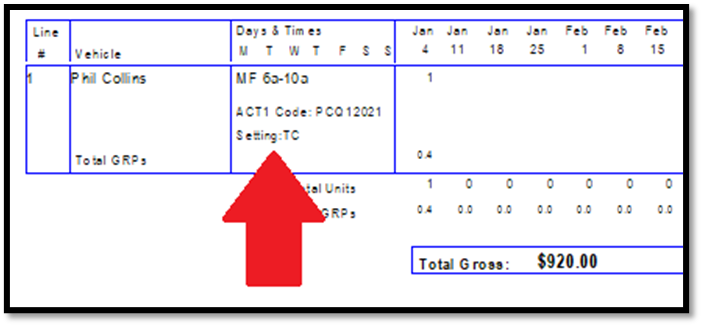 Line Days & Times Jan Jan Jan Jan Feb Feb Feb
# Vehicle M T W T F S S 4 11 18 25 1 8 15
1 Phil Collins MF 6a-10a 1
ACT1 Code: PCQ12021
Setting:TC
Total GRPs 0.4
Units 1 0 0 0 0 0 0
GRPs 0.4 0.0 0.0 0.0 0.0 0.0 0.0
Total Gross: $920.00